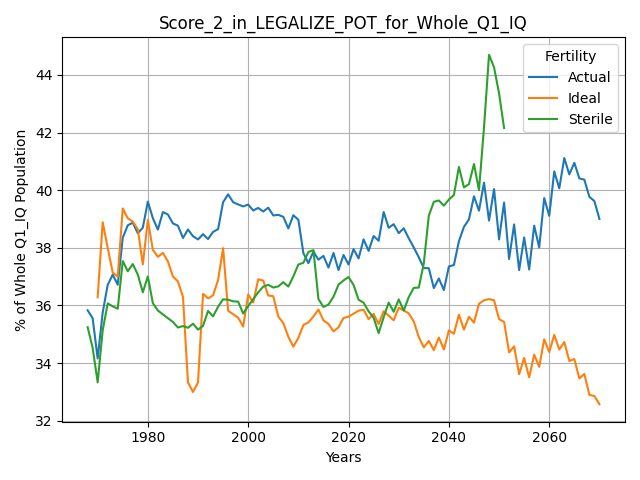 Score_2_in_LEGALIZE_POT_for_Whole_Q1_IQ
Fertility
Actual
Ideal
Sterile
% of Whole Q1_IQ Population
44
42
40
38
36
34
32
1980
2000
2020
2040
2060
Years